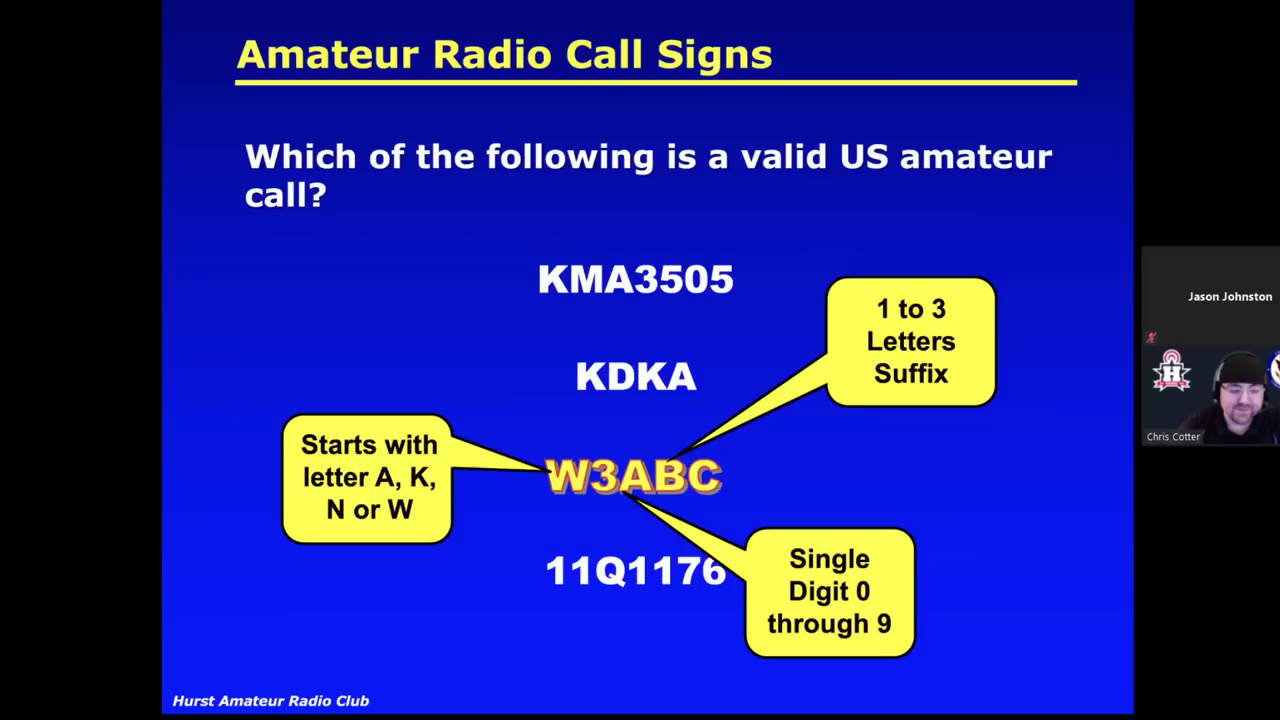 Amateur Radio Call Signs
Which of the following is a valid US amateur
call?
KMA3505
1 to 3
Letters
Suffix
KDKA
Starts with
letter A, K,
N or W
W3ABC
11Q1176
Single
Digit 0
through 9
Hurst Amateur Radio Club
Jason Johnston
H
Chris Cotter